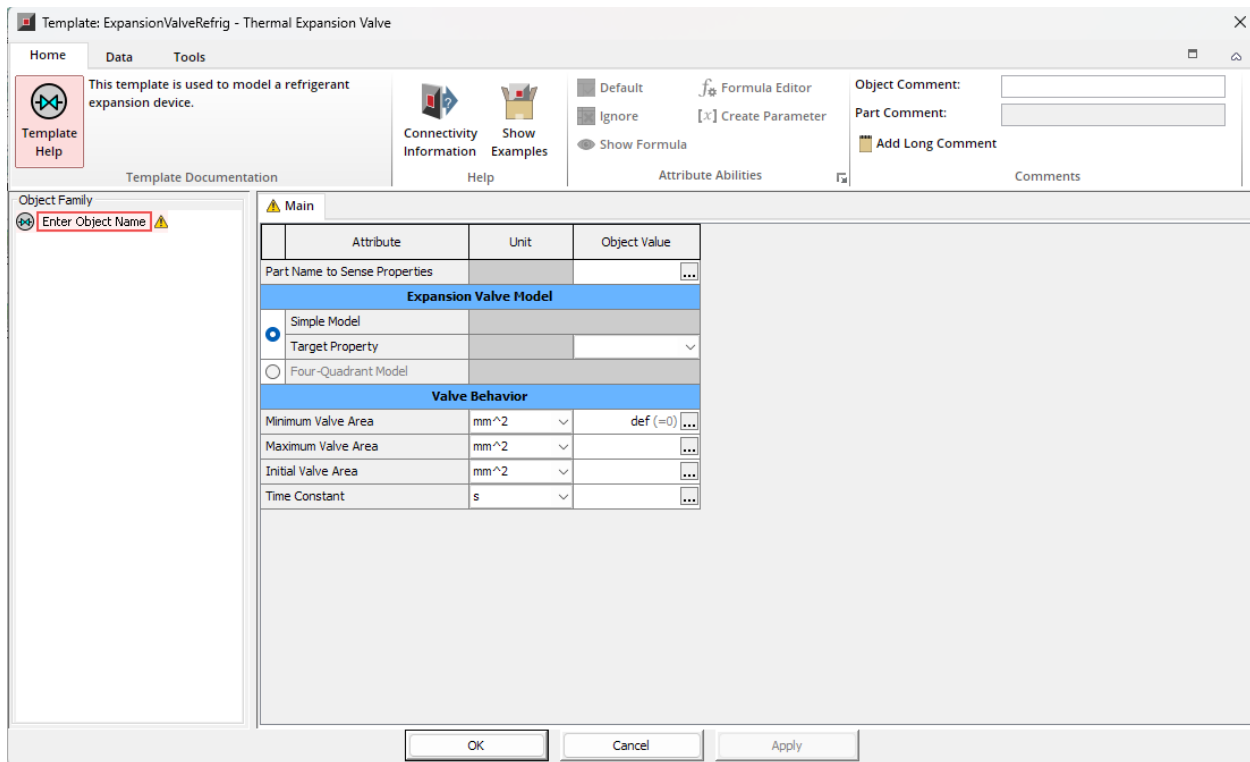 Template: ExpansionValveRefrig - Thermal Expansion Valve
Home Data Tools
This template is used to model a refrigerant
expansion device.
Template
Help
Template Documentation
Connectivity
Information
Show
Examples
Help
Default
Ignore
Show Formula
Formula Editor
[x] Create Parameter
Attribute Abilities
Object Comment:
Part Comment:
Add Long Comment
Comments
Object Family
Enter Object Name
Main
Attribute Unit Object Value
Part Name to Sense Properties ...
Expansion Valve Model
Simple Model
Target Property
Four-Quadrant Model
Valve Behavior
Minimum Valve Area mm^2 def (=0) ...
Maximum Valve Area mm^2 ...
Initial Valve Area mm^2 ...
Time Constant s ...
OK Cancel Apply